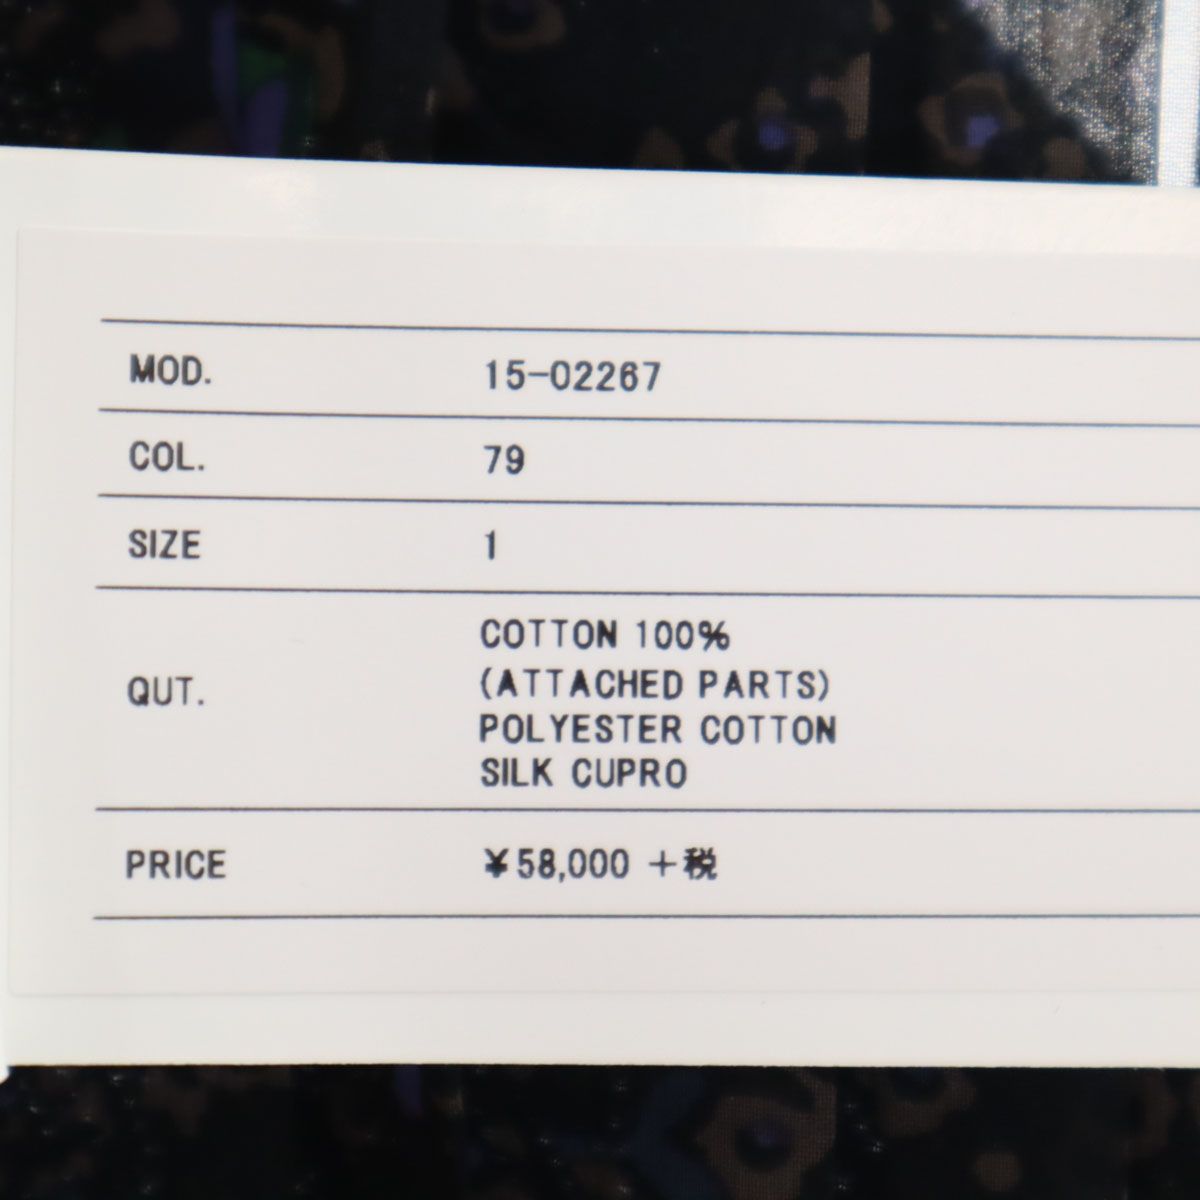 MOD. 15-02267
COL. 79
SIZE 1
QUT. COTTON 100%
(ATTACHED PARTS)
POLYESTER COTTON
SILK CUPRO
PRICE ¥58,000 +税